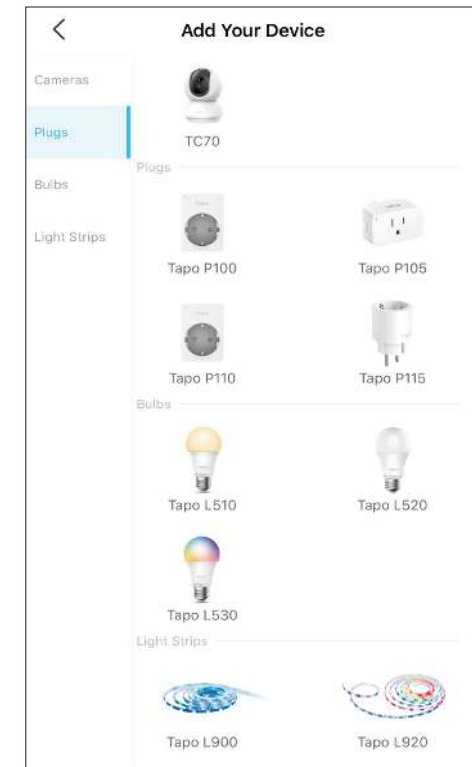 Add Your Device
Cameras
Plugs
Bulbs
Light Strips
TC70
Plugs
Tapo P100
Tapo P105
Tapo P110
Tapo P115
Bulbs
Tapo L510
Tapo L520
Tapo L530
Light Strips
Tapo L900
Tapo L920